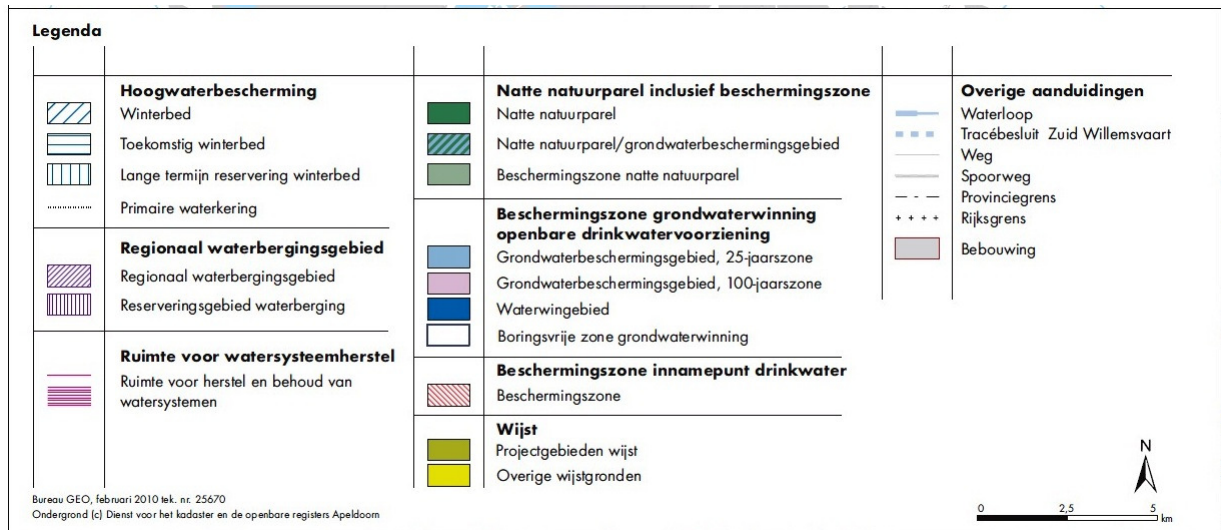 Legenda
Hoogwaterbescherming
Winterbed
Toekomstig winterbed
Lange termijn reservering winterbed
Primaire waterkering
Regionaal waterbergingsgebied
Regionaal waterbergingsgebied
Reserveringsgebied waterberging
Ruimte voor watersysteemherstel
Ruimte voor herstel en behoud van
watersystemen
Natte natuurparel inclusief beschermingszone
Natte natuurparel
Natte natuurparel/grondwaterbeschermingsgebied
Beschermingszone natte natuurparel
Beschermingszone grondwaterwinning
openbare drinkwatervoorziening
Grondwaterbeschermingsgebied, 25-jaarszone
Grondwaterbeschermingsgebied, 100-jaarszone
Waterwingebied
Boringsvrije zone grondwaterwinning
Beschermingszone innamepunt drinkwater
Beschermingszone
Wijst
Projectgebieden wijst
Overige wijstgronden
Overige aanduidingen
Waterloop
Tracébesluit Zuid Willemsvaart
Weg
Spoorweg
Provinciegrens
Rijksgrens
Bebouwing
N
0 2,5 5
km
Bureau GEO, februari 2010 tek. nr. 25670
Ondergrond (c) Dienst voor het kadaster en de openbare registers Apeldoorn